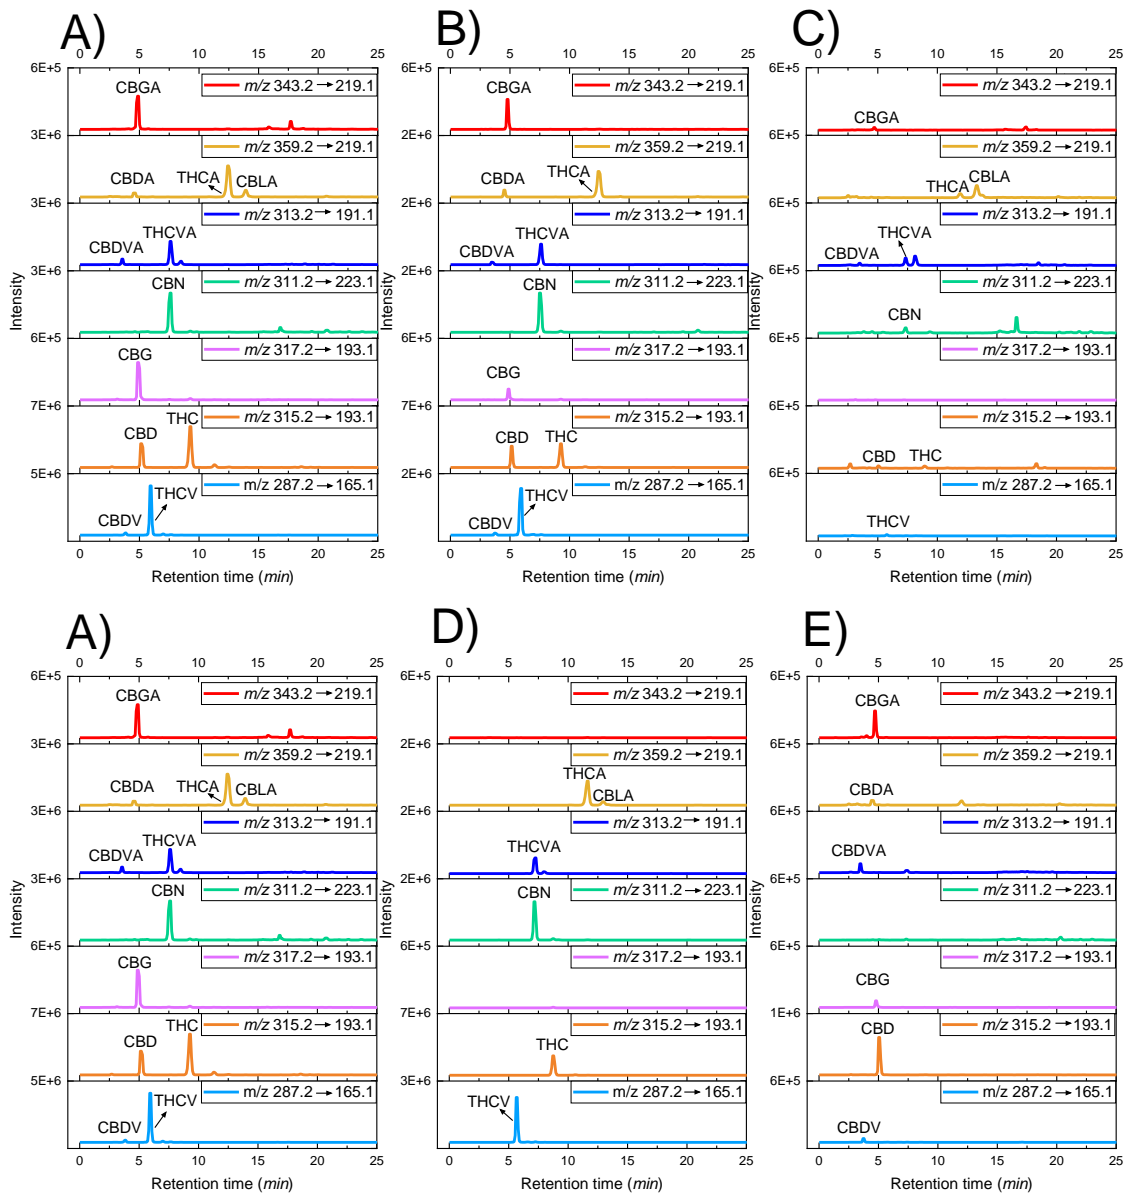 A)
B)
C)
0 5 10 15 20 25
0 5 10 15 20 25
0 5 10 15 20 25
6E+5
m/z 343.2→219.1
CBGA
3E+6
m/z 359.2→219.1
CBDA
THCA
CBLA
3E+6
m/z 313.2→191.1
CBDVA
THCVA
3E+6
m/z 311.2→223.1
CBN
6E+5
m/z 317.2→193.1
CBG
7E+6
m/z 315.2→193.1
CBD
THC
5E+6
m/z 287.2→165.1
CBDV
THCV
Intensity
0 5 10 15 20 25
Retention time (min)
6E+5
m/z 343.2→219.1
CBGA
2E+6
m/z 359.2→219.1
CBDA
THCA
6E+5
m/z 313.2→191.1
CBDVA
THCVA
2E+6
m/z 311.2→223.1
CBN
6E+5
m/z 317.2→193.1
CBG
7E+6
m/z 315.2→193.1
CBD
THC
2E+6
m/z 287.2→165.1
CBDV
THCV
0 5 10 15 20 25
Retention time (min)
6E+5
m/z 343.2→219.1
CBGA
6E+5
m/z 359.2→219.1
THCA
CBLA
6E+5
m/z 313.2→191.1
CBDVA
THCVA
6E+5
m/z 311.2→223.1
CBN
6E+5
m/z 317.2→193.1
6E+5
m/z 315.2→193.1
CBD
THC
6E+5
m/z 287.2→165.1
THCV
Intensity
0 5 10 15 20 25
Retention time (min)
A)
D)
E)
0 5 10 15 20 25
0 5 10 15 20 25
0 5 10 15 20 25
6E+5
m/z 343.2→219.1
CBGA
3E+6
m/z 359.2→219.1
CBDA
THCA
CBLA
3E+6
m/z 313.2→191.1
CBDVA
THCVA
3E+6
m/z 311.2→223.1
CBN
6E+5
m/z 317.2→193.1
CBG
7E+6
m/z 315.2→193.1
CBD
THC
5E+6
m/z 287.2→165.1
CBDV
THCV
Intensity
0 5 10 15 20 25
Retention time (min)
6E+5
m/z 343.2→219.1
2E+6
m/z 359.2→219.1
THCA
CBLA
2E+6
m/z 313.2→191.1
THCVA
6E+5
m/z 311.2→223.1
CBN
6E+5
m/z 317.2→193.1
7E+6
m/z 315.2→193.1
THC
3E+6
m/z 287.2→165.1
THCV
0 5 10 15 20 25
Retention time (min)
6E+5
m/z 343.2→219.1
CBGA
6E+5
m/z 359.2→219.1
CBDA
6E+5
m/z 313.2→191.1
CBDVA
6E+5
m/z 311.2→223.1
6E+5
m/z 317.2→193.1
CBG
1E+6
m/z 315.2→193.1
CBD
6E+5
m/z 287.2→165.1
CBDV
Intensity
0 5 10 15 20 25
Retention time (min)